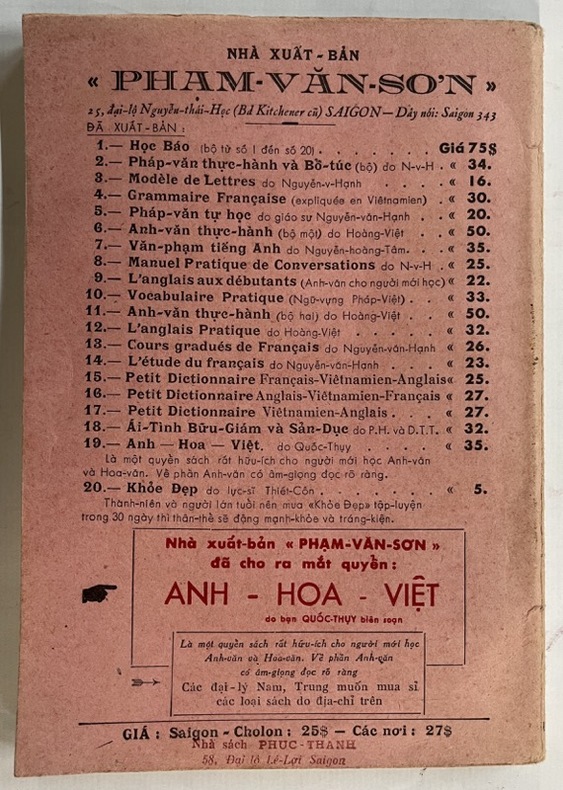 NHÀ XUẤT-BẢN
« PHẠM-VĂN-SƠN »
25, đại-lộ Nguyễn-thái-Học (Bd Kitchener cũ) SAIGON — Dây nói: Saigon 343
ĐÃ XUẤT-BẢN :
1.— Học Báo (bộ từ số 1 đến số 20) . . . . . . . Giá 75$
2.— Pháp-văn thực-hành và Bổ-túc (bộ) do N-v-H . « 34.
3.— Modèle de Lettres do Nguyễn-v-Hạnh . . . . « 16.
4.— Grammaire Française (expliquée en Viêtnamien) . « 30.
5.— Pháp-văn tự học do giáo sư Nguyễn-văn-Hạnh . . « 20.
6.— Anh-văn thực-hành (bộ một) do Hoàng-Việt . . « 50.
7.— Văn-phạm tiếng Anh do Nguyễn-hoàng-Tâm. . . « 35.
8.— Manuel Pratique de Conversations do N-v-H . « 25.
9.— L'anglais aux débutants (Anh-văn cho người mới học) « 22.
10.— Vocabulaire Pratique (Ngữ-vựng Pháp-Việt) . . « 33.
11.— Anh-văn thực-hành (bộ hai) do Hoàng-Việt . . « 50.
12.— L'anglais Pratique do Hoàng-Việt . . . . « 32.
13.— Cours gradués de Français do Nguyễn-văn-Hạnh « 26.
14.— L'étude du français do Nguyễn-văn-Hạnh . . . « 23.
15.— Petit Dictionnaire Français-Viêtnamien-Anglais « 25.
16.— Petit Dictionnaire Anglais-Viêtnamien-Français « 27.
17.— Petit Dictionnaire Viêtnamien-Anglais . . . « 27.
18.— Ái-Tình Bửu-Giám và Sản-Dục do P.H. và D.T.T. « 32.
19.— Anh — Hoa — Việt. do Quốc-Thụy . . . . « 35.
Là một quyển sách rất hữu-ích cho người mới học Anh-văn
và Hoa-văn. Về phần Anh-văn có âm-giọng đọc rõ ràng.
20.— Khỏe Đẹp do lực-sĩ Thiết-Côn . . . . . . « 5.
Thành-niên và người lớn tuổi nên mua «Khỏe Đẹp» tập-luyện
trong 30 ngày thì thân-thể sẽ đặng mạnh-khỏe và tráng-kiện.
Nhà xuất-bản « PHẠM-VĂN-SƠN »
đã cho ra mắt quyển :
ANH - HOA - VIỆT
do bạn QUỐC-THỤY biên soạn
Là một quyển sách rất hữu-ích cho người mới học
Anh-văn và Hoa-văn. Về phần Anh-văn
có âm-giọng đọc rõ ràng
Các đại-lý Nam, Trung muốn mua sỉ
các loại sách do địa-chỉ trên
GIÁ : Saigon - Cholon : 25$ — Các nơi : 27$
Nhà sách PHÚC-THÀNH
58, Đại lộ Lê-Lợi Saigon